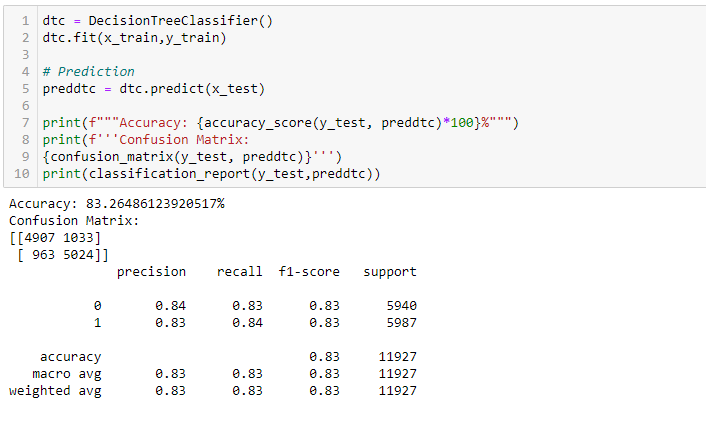 1 dtc = DecisionTreeClassifier()
2 dtc.fit(x_train,y_train)
3
4 # Prediction
5 preddtc = dtc.predict(x_test)
6
7 print(f"""Accuracy: {accuracy_score(y_test, preddtc)*100}%""")
8 print(f'''Confusion Matrix:
9 {confusion_matrix(y_test, preddtc)}''')
10 print(classification_report(y_test,preddtc))
Accuracy: 83.26486123920517%
Confusion Matrix:
[[4907 1033]
 [ 963 5024]]
              precision    recall  f1-score   support
           0       0.84      0.83      0.83      5940
           1       0.83      0.84      0.83      5987
    accuracy                           0.83     11927
   macro avg       0.83      0.83      0.83     11927
weighted avg       0.83      0.83      0.83     11927